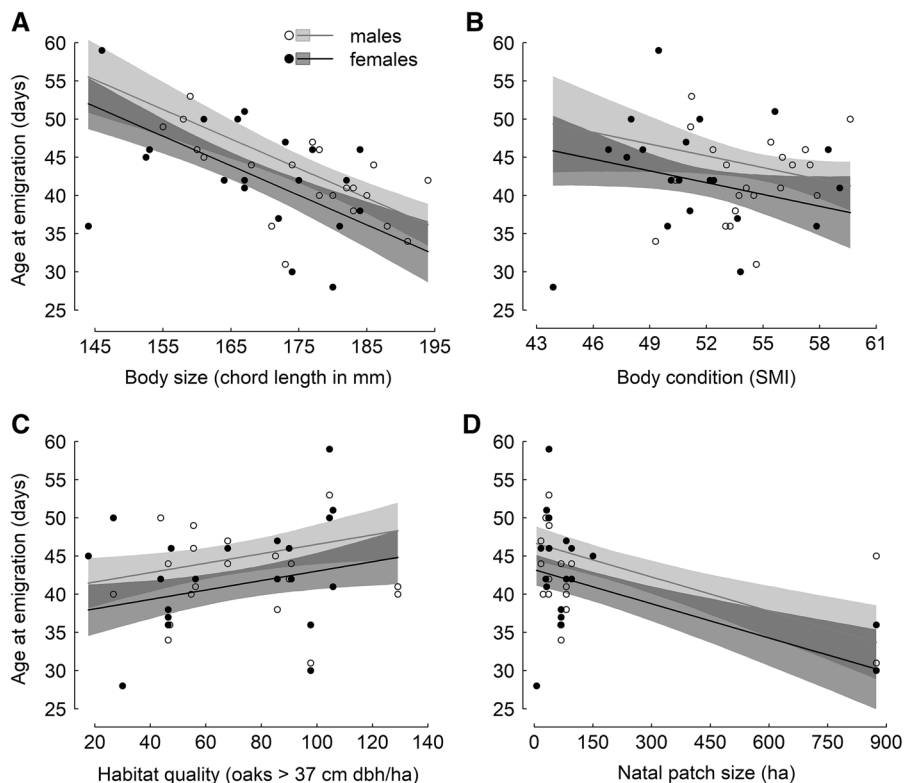 A
B
males
females
Age at emigration (days)
60
55
50
45
40
35
30
25
145 155 165 175 185 195
Body size (chord length in mm)
60
55
50
45
40
35
30
25
43 46 49 52 55 58 61
Body condition (SMI)
C
D
Age at emigration (days)
60
55
50
45
40
35
30
25
20 40 60 80 100 120 140
Habitat quality (oaks > 37 cm dbh/ha)
60
55
50
45
40
35
30
25
0 150 300 450 600 750 900
Natal patch size (ha)